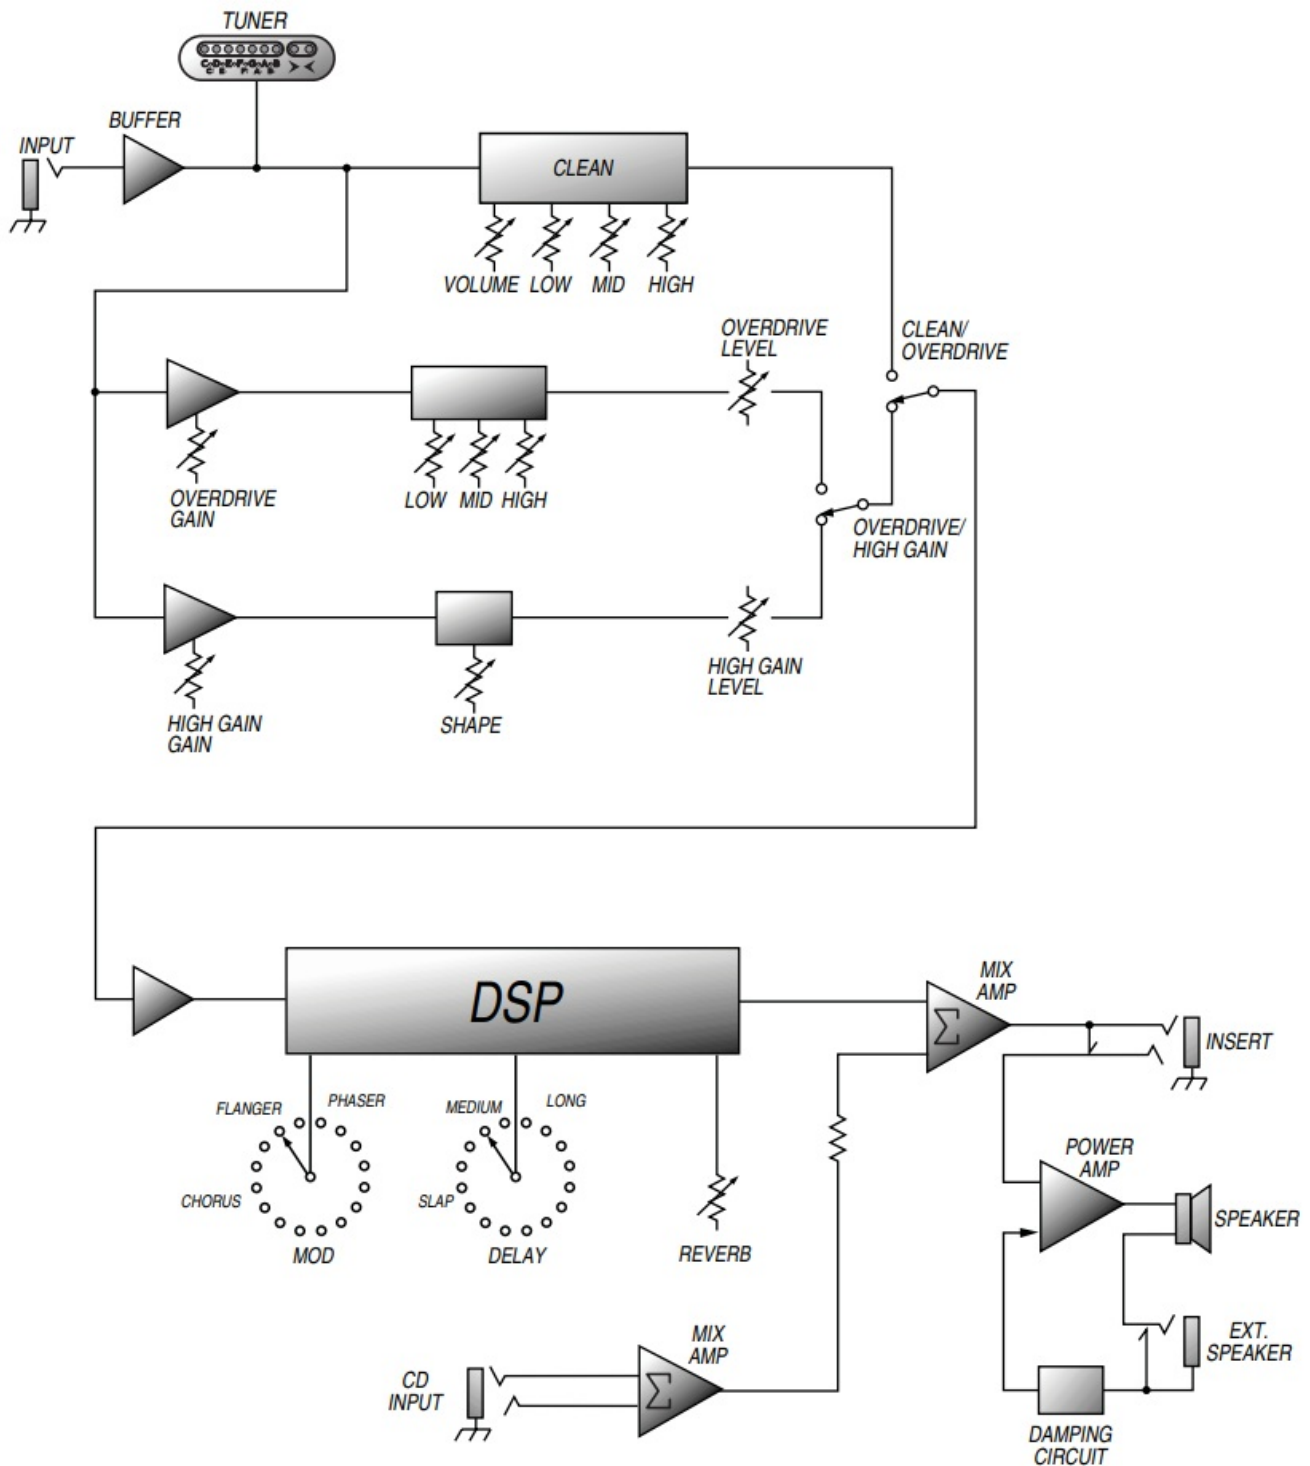 TUNER
BUFFER
INPUT
CLEAN
VOLUME LOW MID HIGH
OVERDRIVE
LEVEL
CLEAN/
OVERDRIVE
LOW MID HIGH
OVERDRIVE
GAIN
OVERDRIVE/
HIGH GAIN
HIGH GAIN
LEVEL
HIGH GAIN
GAIN
SHAPE
DSP
MIX
AMP
Σ
INSERT
FLANGER PHASER
CHORUS
MOD
MEDIUM LONG
SLAP
DELAY
REVERB
POWER
AMP
SPEAKER
EXT.
SPEAKER
MIX
AMP
Σ
CD
INPUT
DAMPING
CIRCUIT